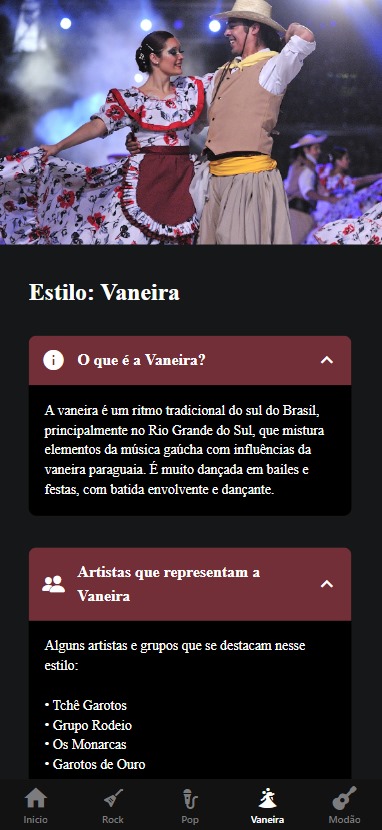 Estilo: Vaneira
O que é a Vaneira?
A vaneira é um ritmo tradicional do sul do Brasil,
principalmente no Rio Grande do Sul, que mistura
elementos da música gaúcha com influências da
vaneira paraguaia. É muito dançada em bailes e
festas, com batida envolvente e dançante.
Artistas que representam a
Vaneira
Alguns artistas e grupos que se destacam nesse
estilo:
• Tchê Garotos
• Grupo Rodeio
• Os Monarcas
• Garotos de Ouro
Inicio Rock Pop Vaneira Modão